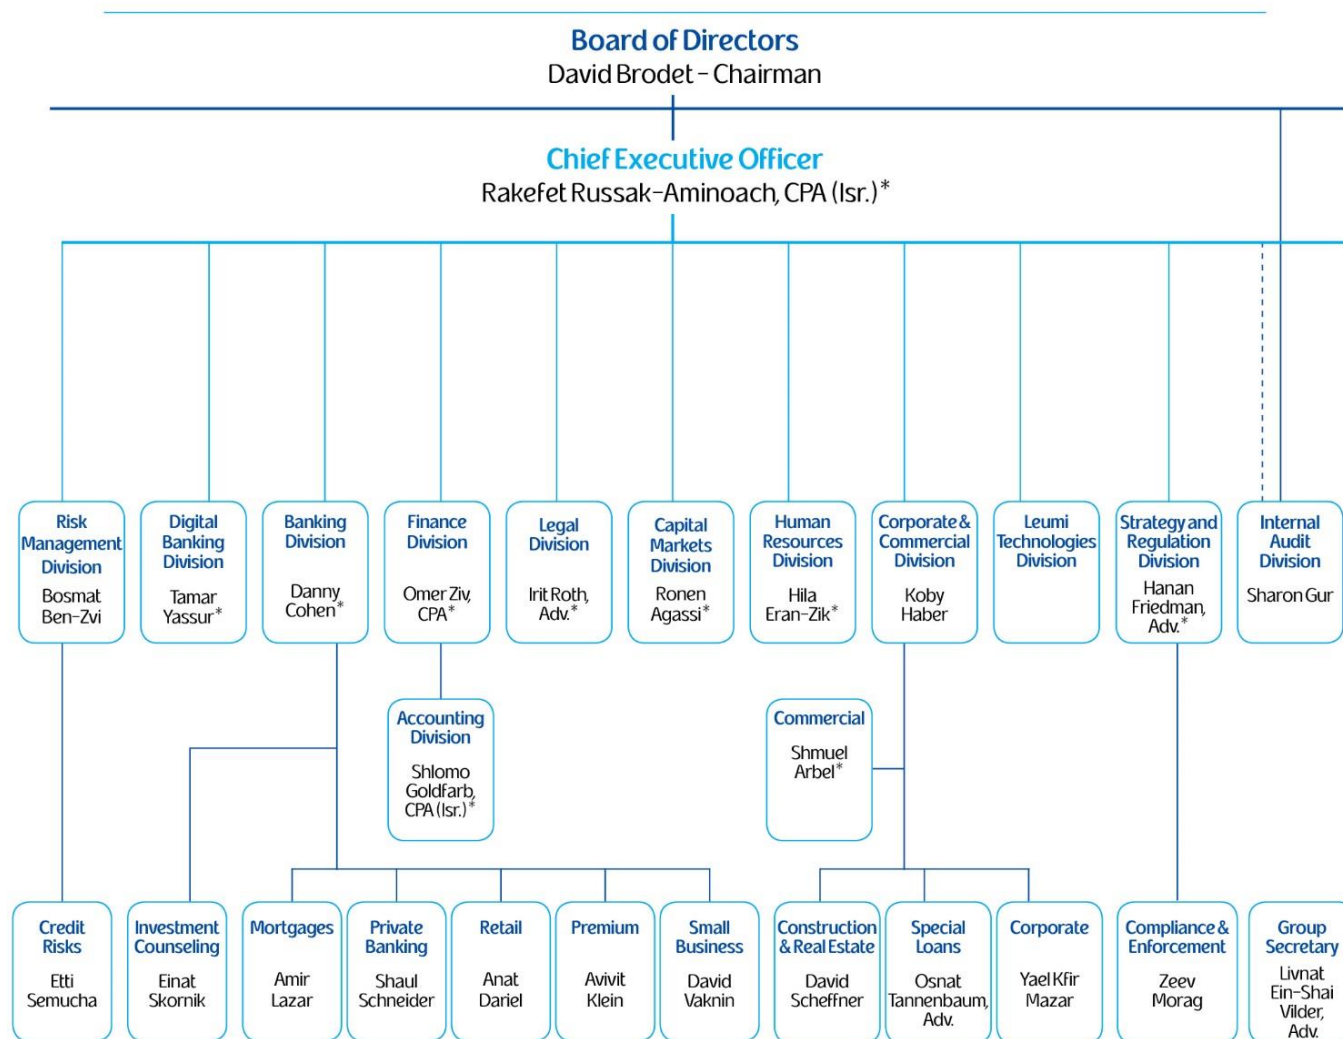 Board of Directors
David Brodet - Chairman
Chief Executive Officer
Rakefet Russak-Aminoach, CPA (Isr.)*
Risk
Management
Division
Bosmat
Ben-Zvi
Digital
Banking
Division
Tamar
Yassur*
Banking
Division
Danny
Cohen*
Finance
Division
Omer Ziv,
CPA*
Legal
Division
Irit Roth,
Adv.*
Capital
Markets
Division
Ronen
Agassi*
Human
Resources
Division
Hila
Eran-Zik*
Corporate &
Commercial
Division
Koby
Haber
Leumi
Technologies
Division
Strategy and
Regulation
Division
Hanan
Friedman,
Adv.*
Internal
Audit
Division
Sharon Gur
Accounting
Division
Shlomo
Goldfarb,
CPA (Isr.)*
Commercial
Shmuel
Arbel*
Credit
Risks
Etti
Semucha
Investment
Counseling
Einat
Skornik
Mortgages
Amir
Lazar
Private
Banking
Shaul
Schneider
Retail
Anat
Dariel
Premium
Avivit
Klein
Small
Business
David
Vaknin
Construction
& Real Estate
David
Scheffner
Special
Loans
Osnat
Tannenbaum,
Adv.
Corporate
Yael Kfir
Mazar
Compliance &
Enforcement
Zeev
Morag
Group
Secretary
Livnat
Ein-Shai
Vilder,
Adv.